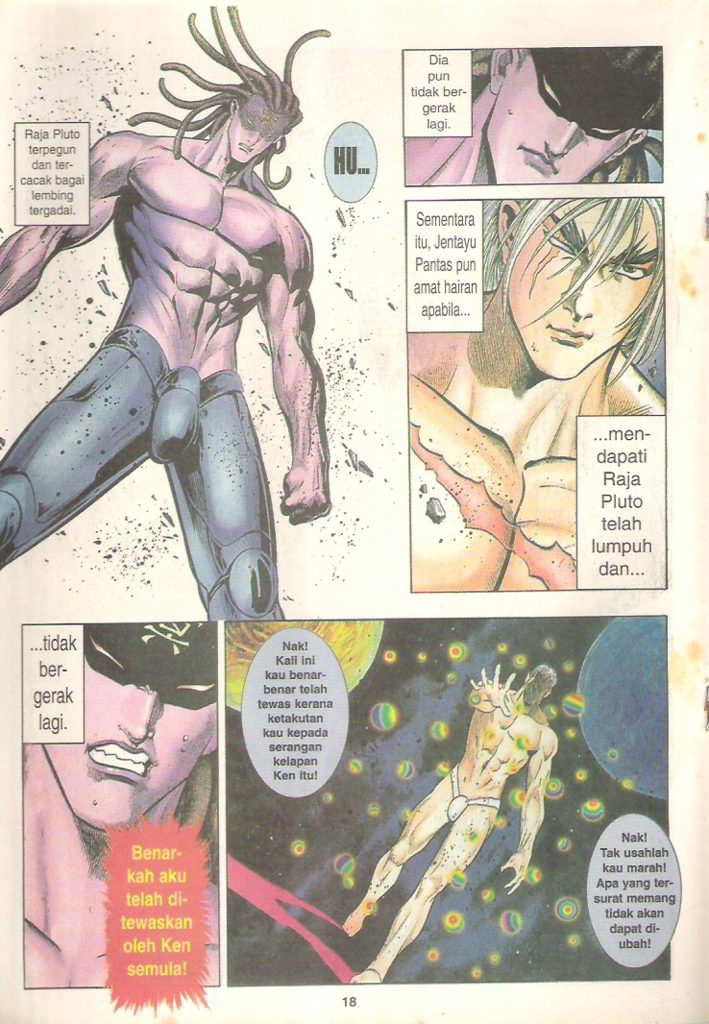 Raja Pluto
terpegun
dan ter-
cacak bagai
lembing
tergadai.
HU...
Dia
pun
tidak ber-
gerak
lagi.
Sementara
itu, Jentayu
Pantas pun
amat hairan
apabila...
...men-
dapati
Raja
Pluto
telah
lumpuh
dan...
...tidak
ber-
gerak
lagi.
Benar-
kah aku
telah di-
tewaskan
oleh Ken
semula!
Nak!
Kali ini
kau benar-
benar telah
tewas kerana
ketakutan
kau kepada
serangan
kelapan
Ken itu!
Nak!
Tak usahlah
kau marah!
Apa yang ter-
surat memang
tidak akan
dapat di-
ubah!
18